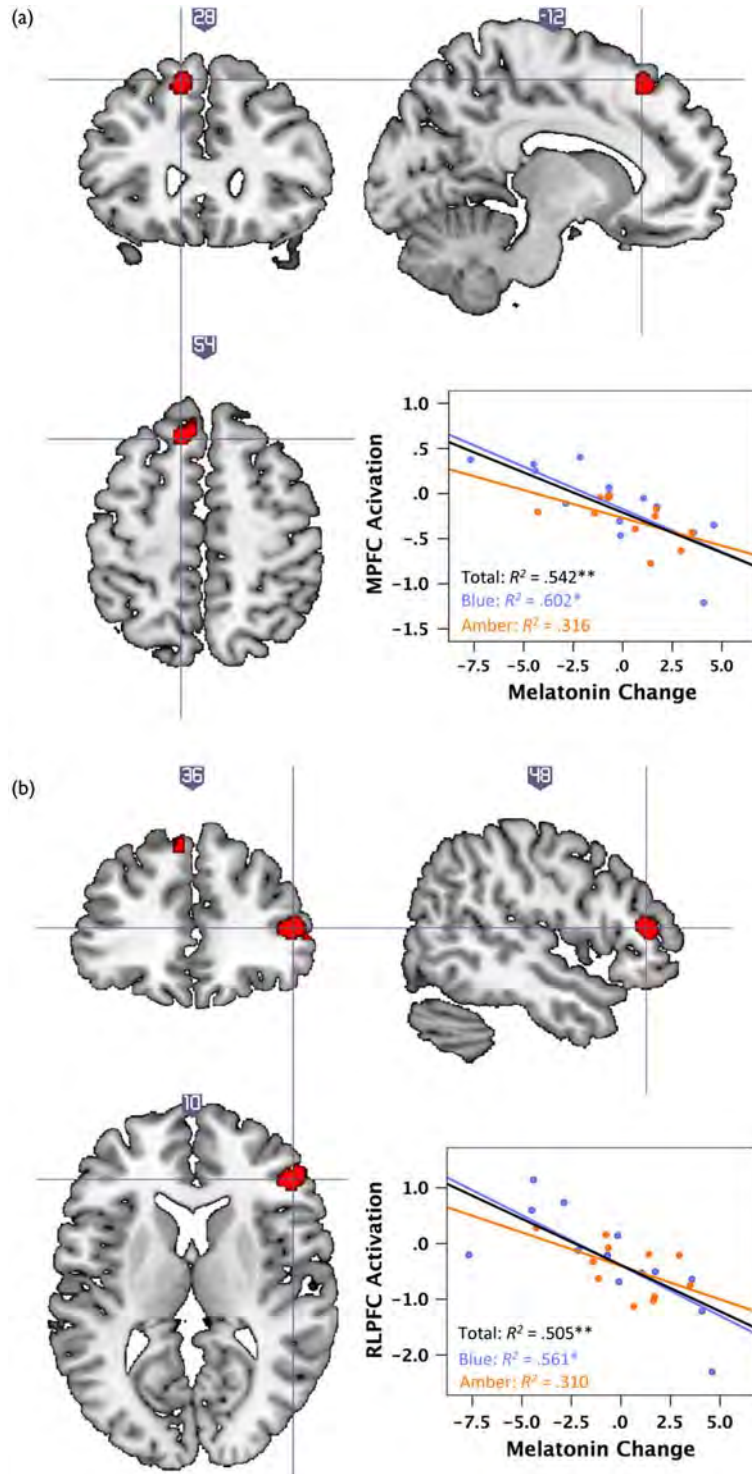 (a)
28
-12
54
MPFC Acivation
1.0
.5
.0
-.5
-1.0
-1.5
Total: R² = .542**
Blue: R² = .602*
Amber: R² = .316
-7.5 -5.0 -2.5 .0 2.5 5.0
Melatonin Change
(b)
36
48
10
RLPFC Activation
1.0
.0
-1.0
-2.0
Total: R² = .505**
Blue: R² = .561*
Amber: R² = .310
-7.5 -5.0 -2.5 .0 2.5 5.0
Melatonin Change